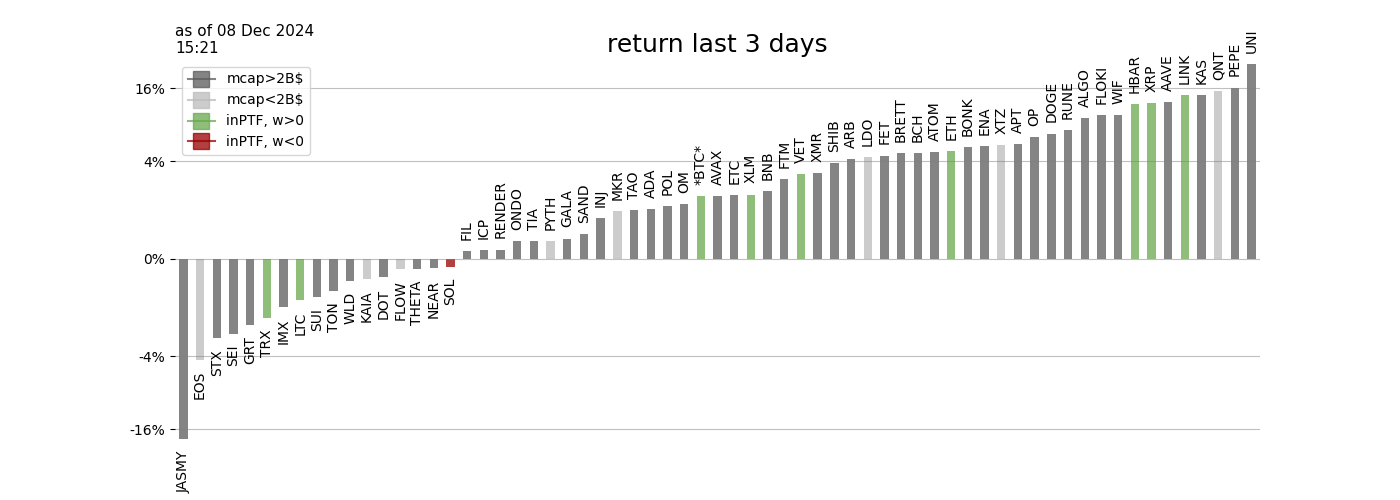 as of 08 Dec 2024
15:21
return last 3 days
mcap>2B$
mcap<2B$
inPTF, w>0
inPTF, w<0
16%
4%
0%
-4%
-16%
JASMY
EOS
STX
SEI
GRT
TRX
IMX
LTC
SUI
TON
WLD
KAIA
DOT
FLOW
THETA
NEAR
SOL
FIL
ICP
RENDER
ONDO
TIA
PYTH
GALA
SAND
INJ
MKR
TAO
ADA
POL
OM
*BTC*
AVAX
ETC
XLM
BNB
FTM
VET
XMR
SHIB
ARB
LDO
FET
BRETT
BCH
ATOM
ETH
BONK
ENA
XTZ
APT
OP
DOGE
RUNE
ALGO
FLOKI
WIF
HBAR
XRP
AAVE
LINK
KAS
QNT
PEPE
UNI